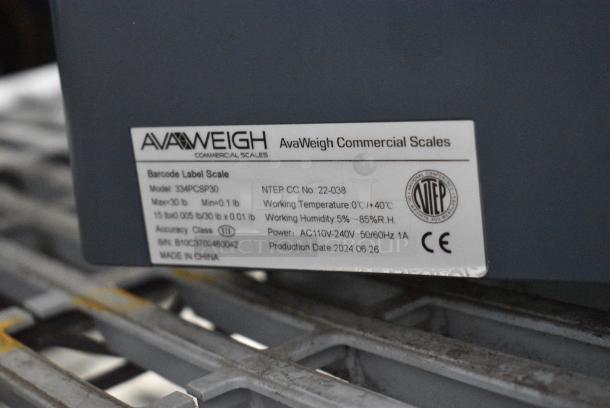 AVAWEIGH
COMMERCIAL SCALES
AvaWeigh Commercial Scales
Barcode Label Scale
Model: 334PCSP30
Max=30 lb Min=0.1 lb
15 lbx0.005 lb/30 lb x 0.01 lb
Accuracy Class III
S/N: B10C370S460042
MADE IN CHINA
NTEP CC No. 22-038
Working Temperature:0℃/+40℃
Working Humidity:5% ~85%R.H.
Power: AC110V-240V 50/60Hz 1A
Production Date:2024.06.26
NTEP
CE